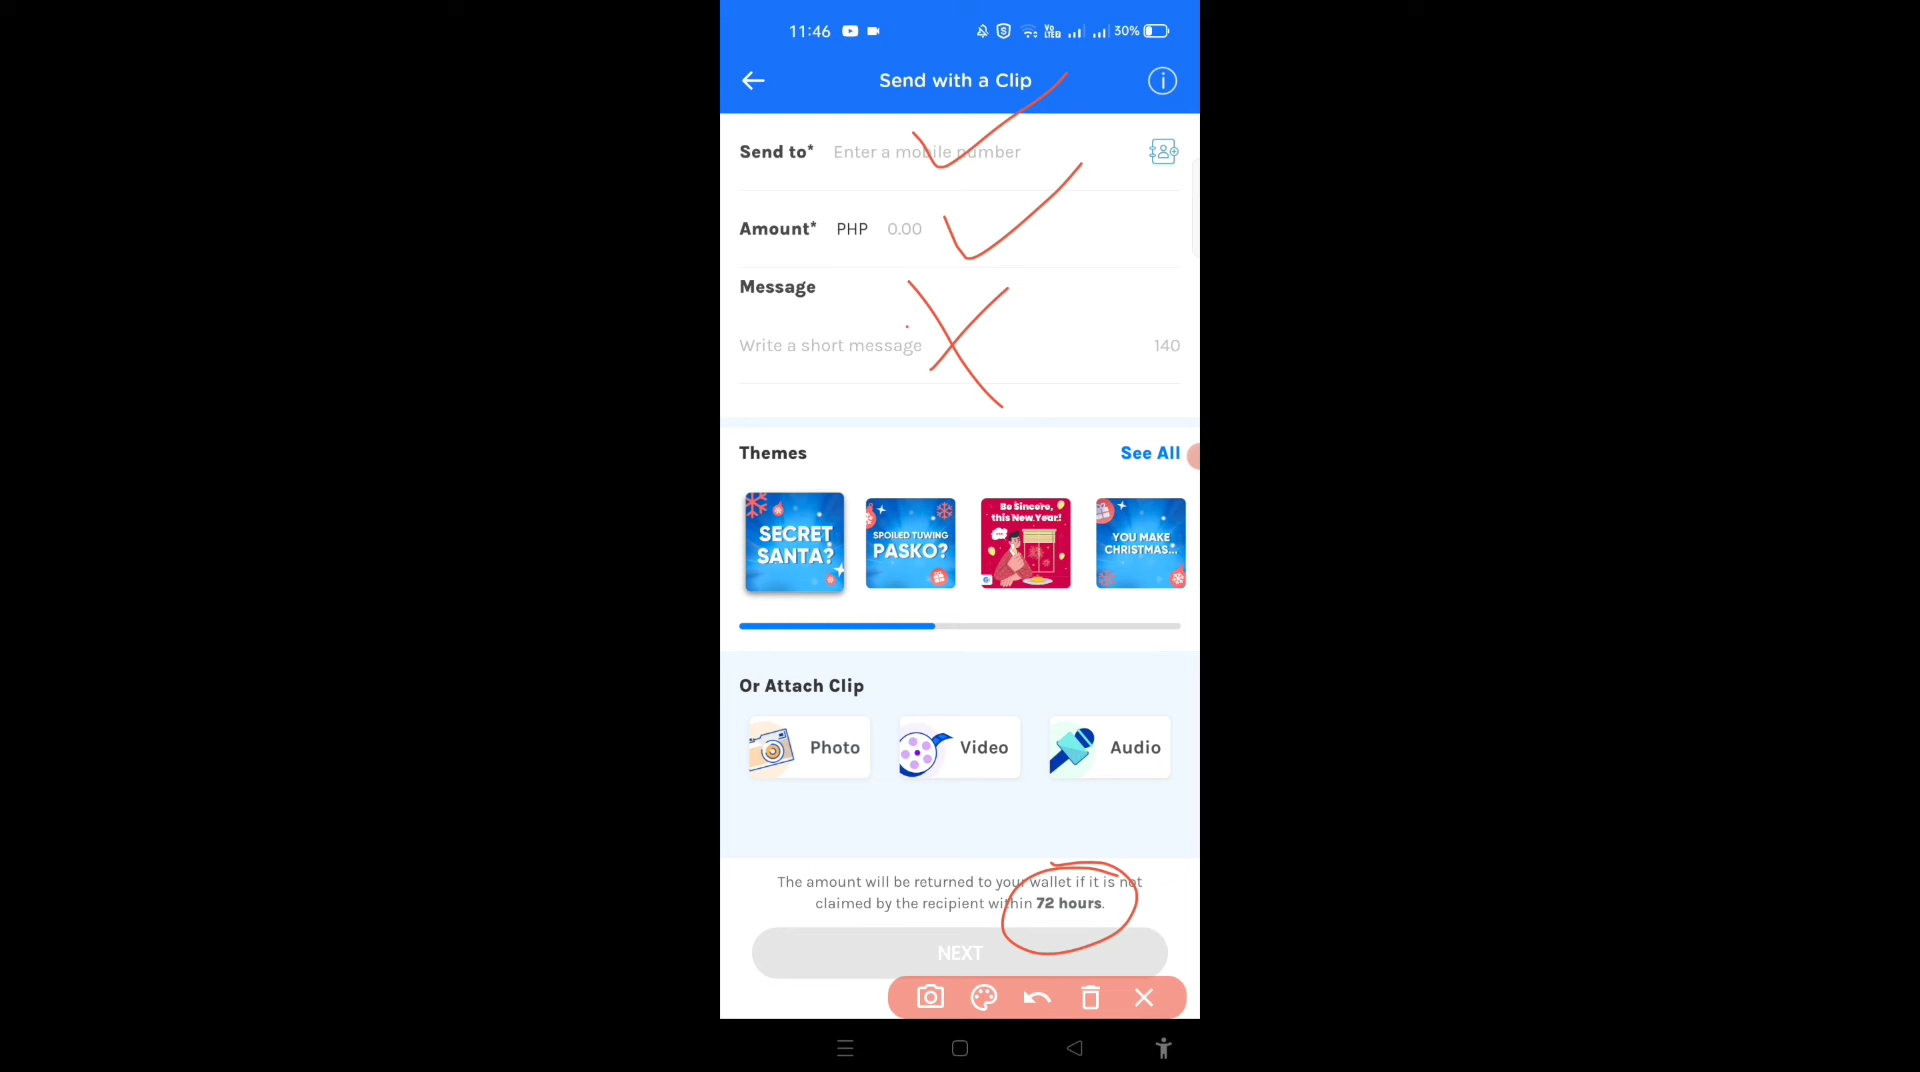 11:46
VO
LTE2
30%
Send with a Clip
Send to* Enter a mobile number
Amount* PHP 0.00
Message
Write a short message 140
Themes See All
SECRET
SANTA?
SPOILED TUWING
PASKO?
Be Sincere,
this New Year!
YOU MAKE
CHRISTMAS...
Or Attach Clip
Photo Video Audio
The amount will be returned to your wallet if it is not
claimed by the recipient within 72 hours.
NEXT